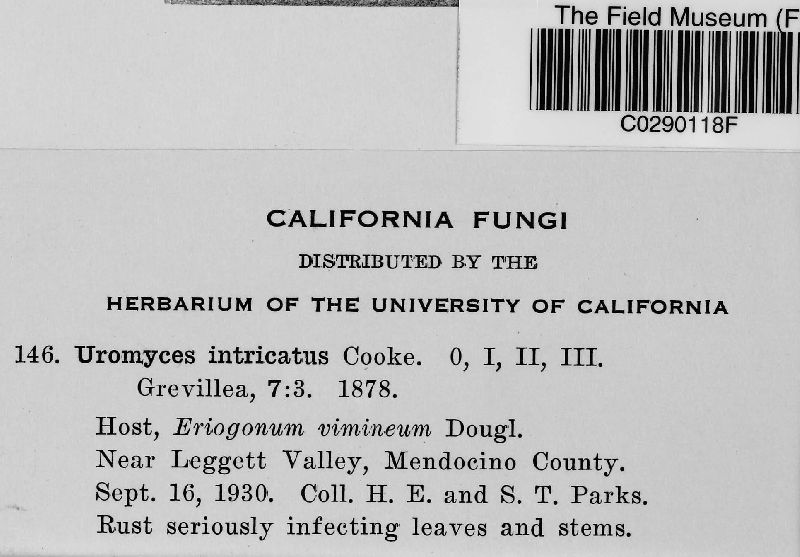 The Field Museum (F
C0290118F
CALIFORNIA FUNGI
DISTRIBUTED BY THE
HERBARIUM OF THE UNIVERSITY OF CALIFORNIA
146. Uromyces intricatus Cooke. 0, I, II, III.
Grevillea, 7:3. 1878.
Host, Eriogonum vimineum Dougl.
Near Leggett Valley, Mendocino County.
Sept. 16, 1930. Coll. H. E. and S. T. Parks.
Rust seriously infecting leaves and stems.